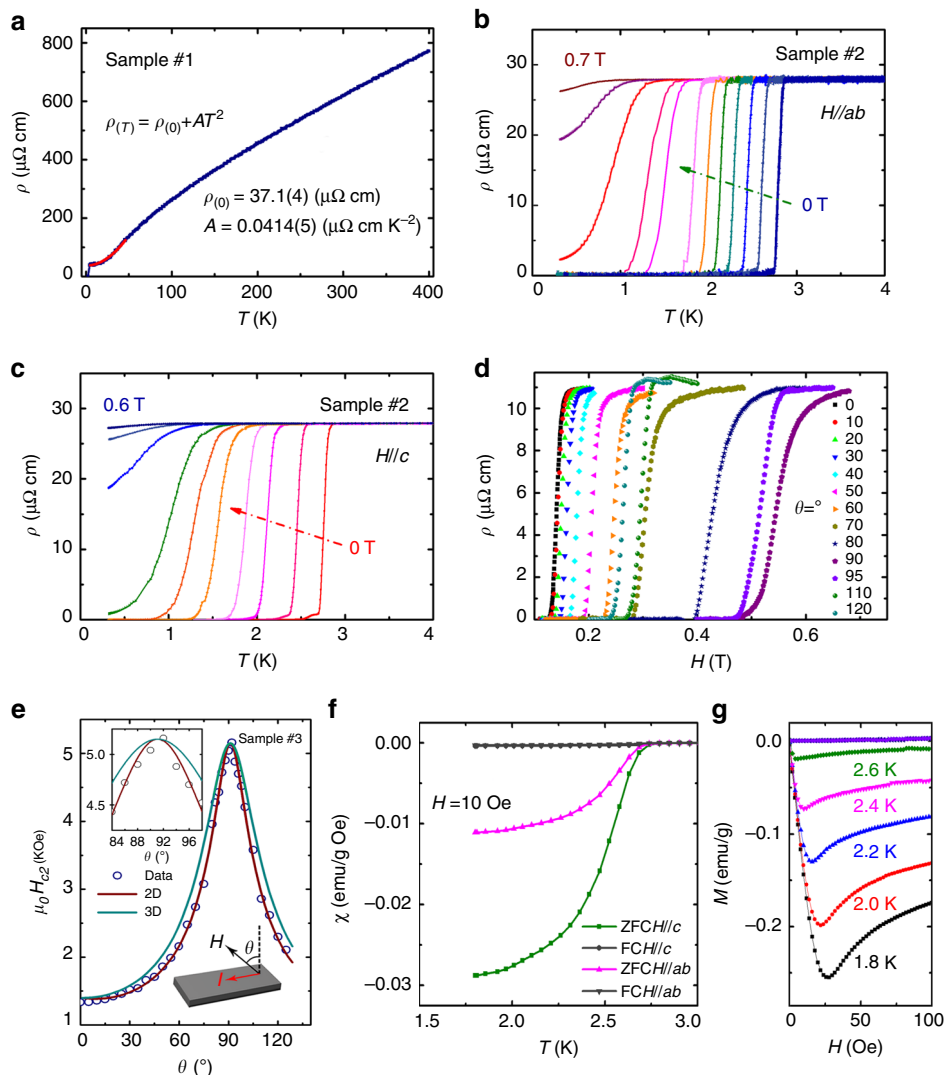 a
800
600
400
200
0
ρ (μΩ cm)
Sample #1
ρ(T) = ρ(0)+AT²
ρ(0) = 37.1(4) (μΩ cm)
A = 0.0414(5) (μΩ cm K⁻²)
0 100 200 300 400
T (K)
b
30
20
10
0
ρ (μΩ cm)
0.7 T
Sample #2
H//ab
0 T
0 1 2 3 4
T (K)
c
30
20
10
0
ρ (μΩ cm)
0.6 T
Sample #2
H//c
0 T
0 1 2 3 4
T (K)
d
11
10
9
8
7
6
5
4
3
2
1
0
ρ (μΩ cm)
θ=°
0
10
20
30
40
50
60
70
80
90
95
110
120
0.2 0.4 0.6
H (T)
e
6
5
4
3
2
1
μ₀Hc2 (KOe)
Sample #3
5.0
4.5
84 88 92 96
θ (°)
Data
2D
3D
H
θ
I
0 30 60 90 120
θ (°)
f
0.00
−0.01
−0.02
−0.03
χ (emu/g Oe)
H =10 Oe
ZFCH//c
FCH//c
ZFCH//ab
FCH//ab
1.5 2.0 2.5 3.0
T (K)
g
0.0
−0.1
−0.2
M (emu/g)
2.6 K
2.4 K
2.2 K
2.0 K
1.8 K
0 50 100
H (Oe)